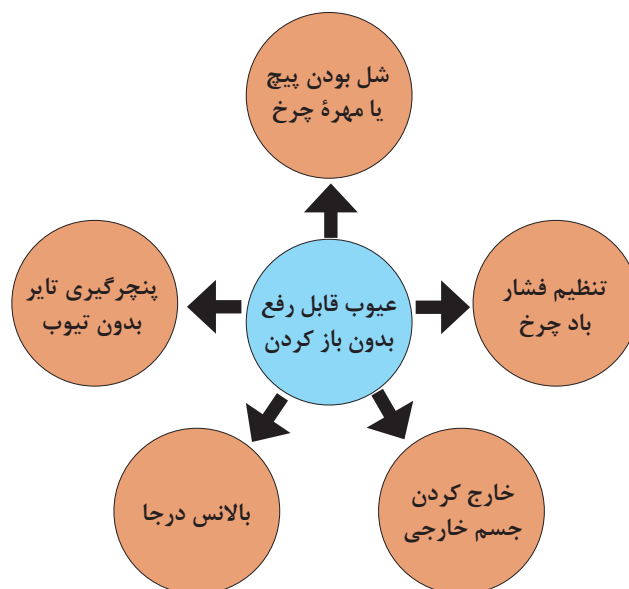 شل بودن پیچ
یا مهرهٔ چرخ
عیوب قابل رفع
بدون باز کردن
تنظیم فشار
باد چرخ
پنچرگیری تایر
بدون تیوب
خارج کردن
جسم خارجی
بالانس درجا